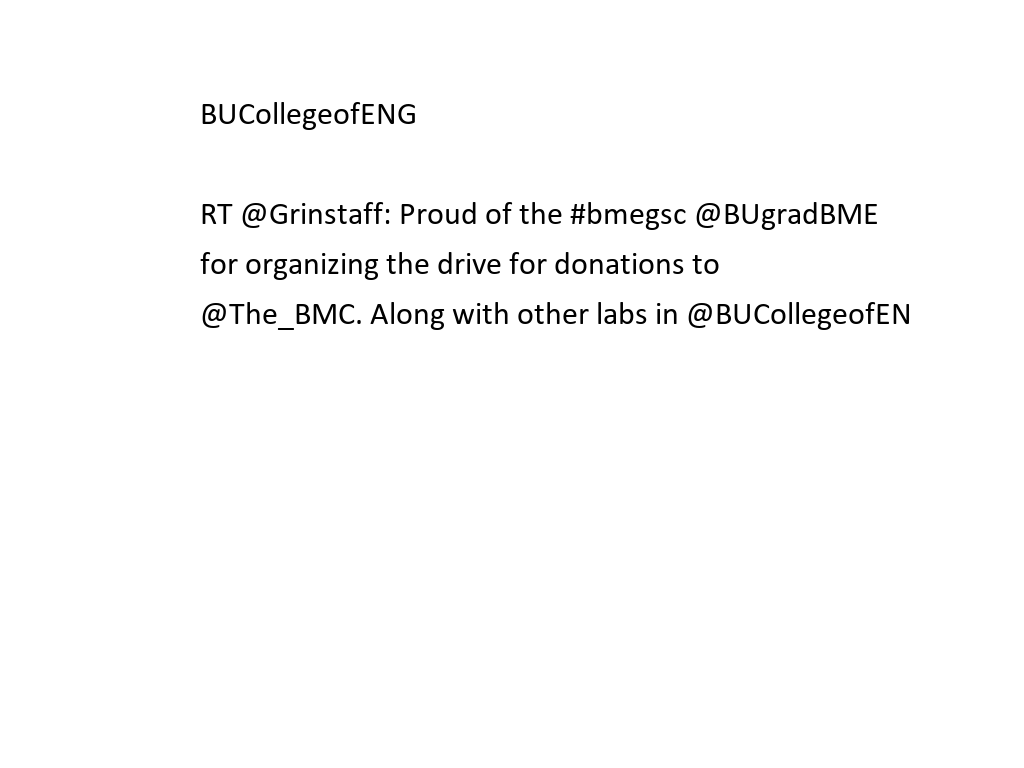 BUCollegeofENG
RT @Grinstaff: Proud of the #bmegsc @BUgradBME
for organizing the drive for donations to
@The_BMC. Along with other labs in @BUCollegeofEN